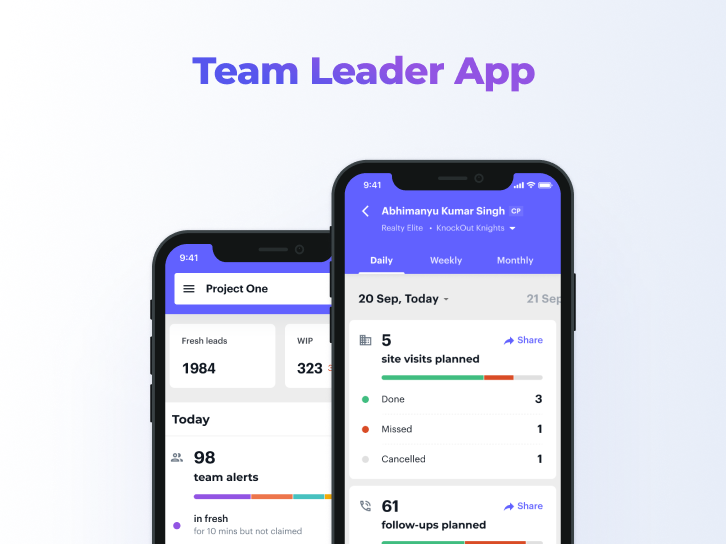 Team Leader App
9:41
Project One
Fresh leads
1984
WIP
323
Today
98
team alerts
in fresh
for 10 mins but not claimed
9:41
Abhimanyu Kumar Singh CP
Realty Elite • KnockOut Knights
Daily Weekly Monthly
20 Sep, Today 21 Sep
5 Share
site visits planned
Done 3
Missed 1
Cancelled 1
61 Share
follow-ups planned